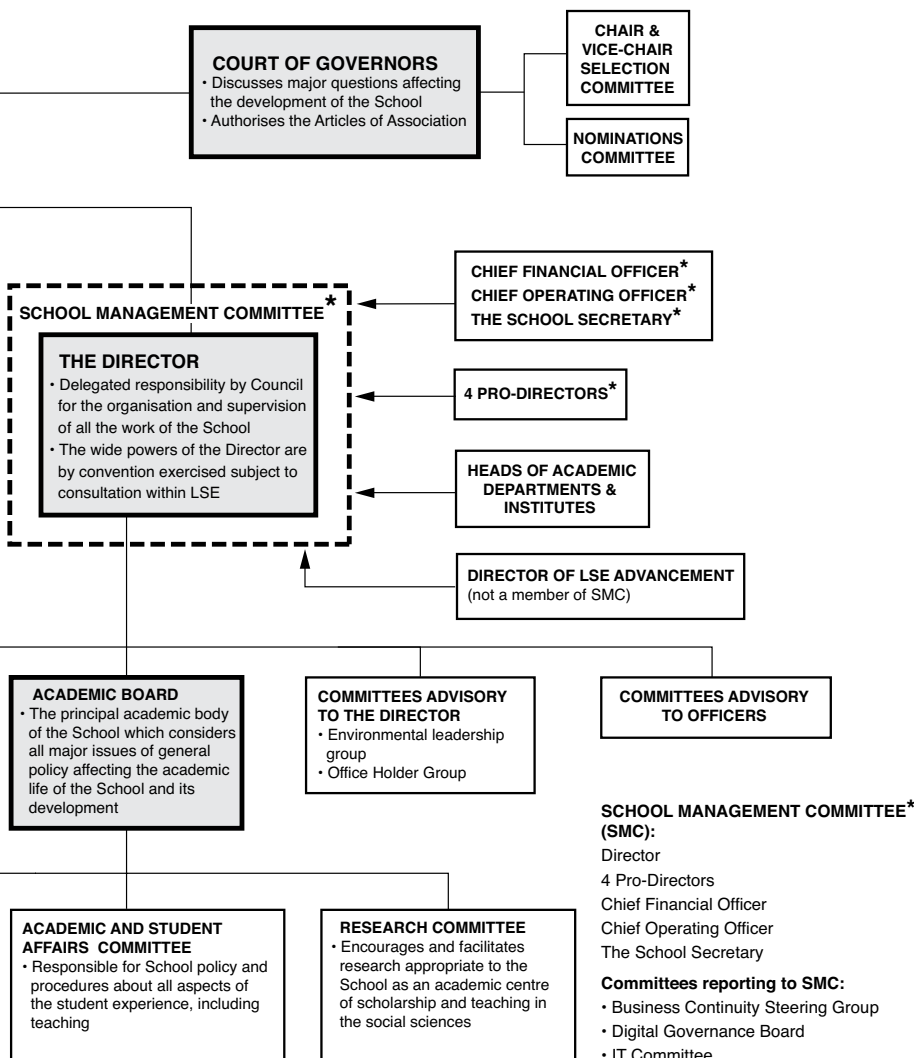 COURT OF GOVERNORS
• Discusses major questions affecting
the development of the School
• Authorises the Articles of Association
CHAIR &
VICE-CHAIR
SELECTION
COMMITTEE
NOMINATIONS
COMMITTEE
SCHOOL MANAGEMENT COMMITTEE*
THE DIRECTOR
• Delegated responsibility by Council
for the organisation and supervision
of all the work of the School
• The wide powers of the Director are
by convention exercised subject to
consultation within LSE
CHIEF FINANCIAL OFFICER*
CHIEF OPERATING OFFICER*
THE SCHOOL SECRETARY*
4 PRO-DIRECTORS*
HEADS OF ACADEMIC
DEPARTMENTS &
INSTITUTES
DIRECTOR OF LSE ADVANCEMENT
(not a member of SMC)
ACADEMIC BOARD
• The principal academic body
of the School which considers
all major issues of general
policy affecting the academic
life of the School and its
development
COMMITTEES ADVISORY
TO THE DIRECTOR
• Environmental leadership
group
• Office Holder Group
COMMITTEES ADVISORY
TO OFFICERS
ACADEMIC AND STUDENT
AFFAIRS COMMITTEE
• Responsible for School policy and
procedures about all aspects of
the student experience, including
teaching
RESEARCH COMMITTEE
• Encourages and facilitates
research appropriate to the
School as an academic centre
of scholarship and teaching in
the social sciences
SCHOOL MANAGEMENT COMMITTEE*
(SMC):
Director
4 Pro-Directors
Chief Financial Officer
Chief Operating Officer
The School Secretary
Committees reporting to SMC:
• Business Continuity Steering Group
• Digital Governance Board
• IT Committee